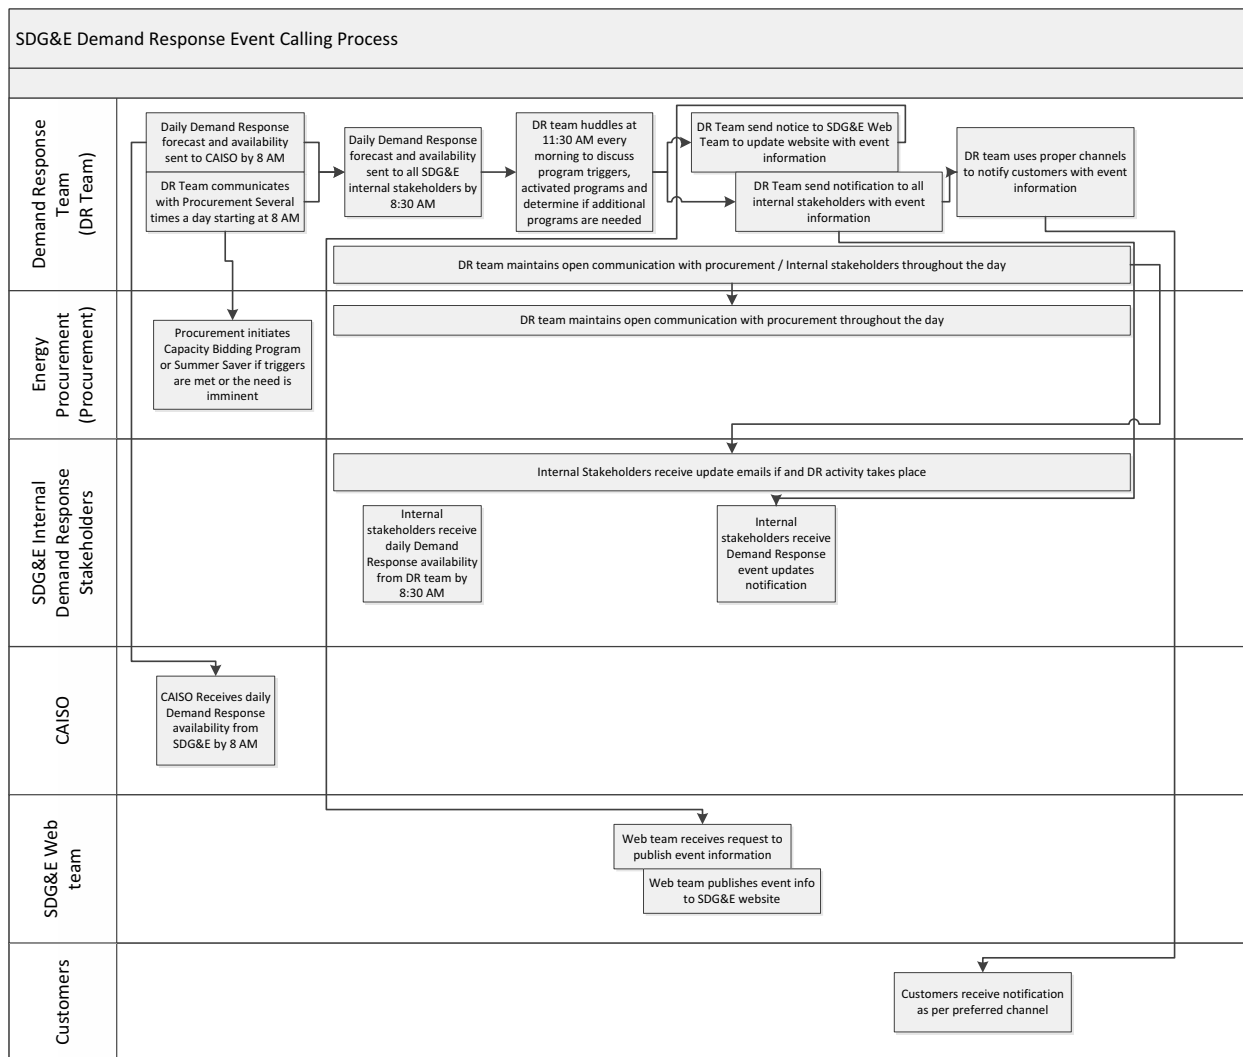 SDG&E Demand Response Event Calling Process
Demand Response
Team
(DR Team)
Daily Demand Response
forecast and availability
sent to CAISO by 8 AM
DR Team communicates
with Procurement Several
times a day starting at 8 AM
Daily Demand Response
forecast and availability
sent to all SDG&E
internal stakeholders by
8:30 AM
DR team huddles at
11:30 AM every
morning to discuss
program triggers,
activated programs and
determine if additional
programs are needed
DR Team send notice to SDG&E Web
Team to update website with event
information
DR Team send notification to all
internal stakeholders with event
information
DR team uses proper channels
to notify customers with event
information
DR team maintains open communication with procurement / Internal stakeholders throughout the day
Energy
Procurement
(Procurement)
DR team maintains open communication with procurement throughout the day
Procurement initiates
Capacity Bidding Program
or Summer Saver if triggers
are met or the need is
imminent
SDG&E Internal
Demand Response
Stakeholders
Internal Stakeholders receive update emails if and DR activity takes place
Internal
stakeholders receive
daily Demand
Response availability
from DR team by
8:30 AM
Internal
stakeholders receive
Demand Response
event updates
notification
CAISO
CAISO Receives daily
Demand Response
availability from
SDG&E by 8 AM
SDG&E Web
team
Web team receives request to
publish event information
Web team publishes event info
to SDG&E website
Customers
Customers receive notification
as per preferred channel